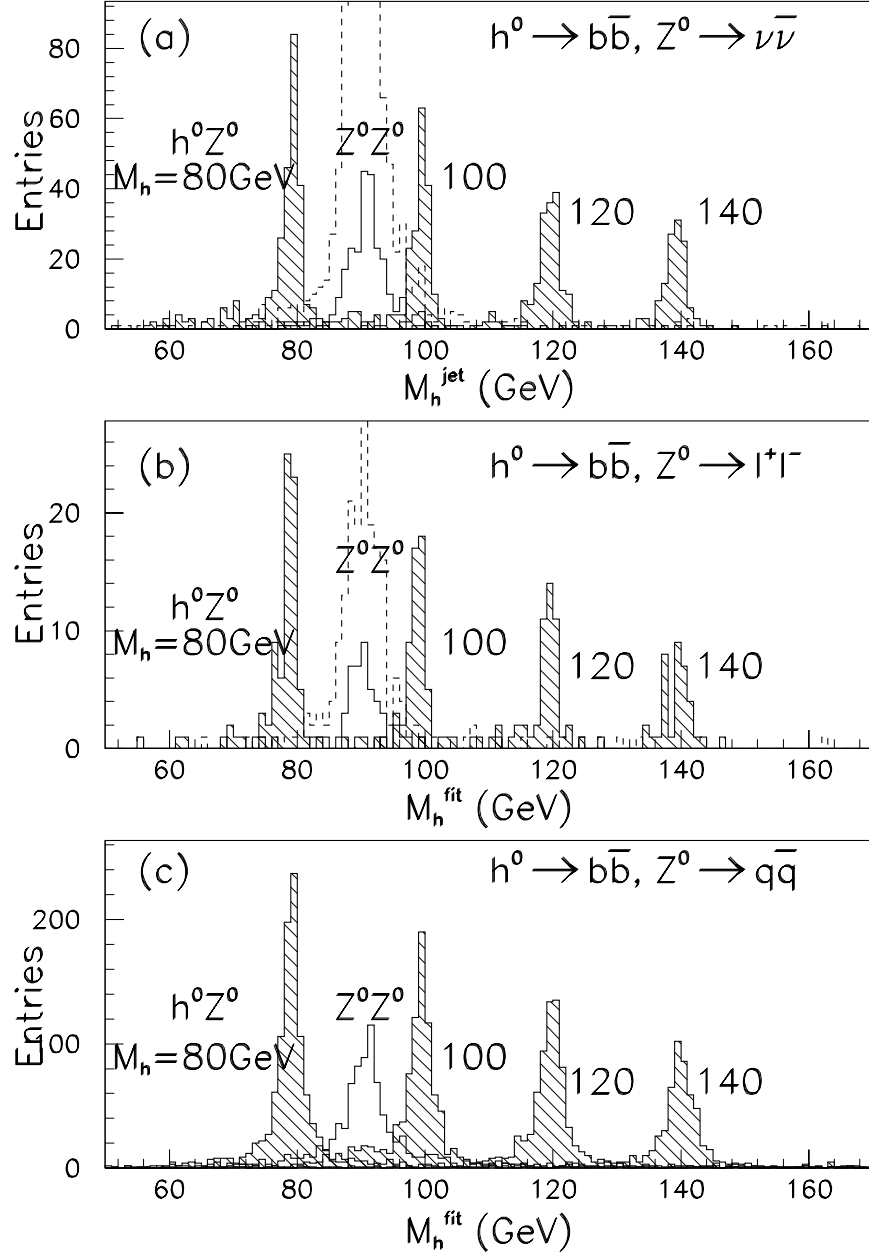 (a) h⁰ → bb̄, Z⁰ → νν̄
80
60
40
20
0
Entries
h⁰Z⁰ Z⁰Z⁰
M_h=80GeV 100
120 140
60 80 100 120 140 160
M_h^jet (GeV)
(b) h⁰ → bb̄, Z⁰ → l⁺l⁻
20
10
0
Entries
Z⁰Z⁰
h⁰Z⁰
M_h=80GeV 100
120 140
60 80 100 120 140 160
M_h^fit (GeV)
(c) h⁰ → bb̄, Z⁰ → qq̄
200
100
0
Entries
h⁰Z⁰ Z⁰Z⁰
M_h=80GeV 100
120 140
60 80 100 120 140 160
M_h^fit (GeV)